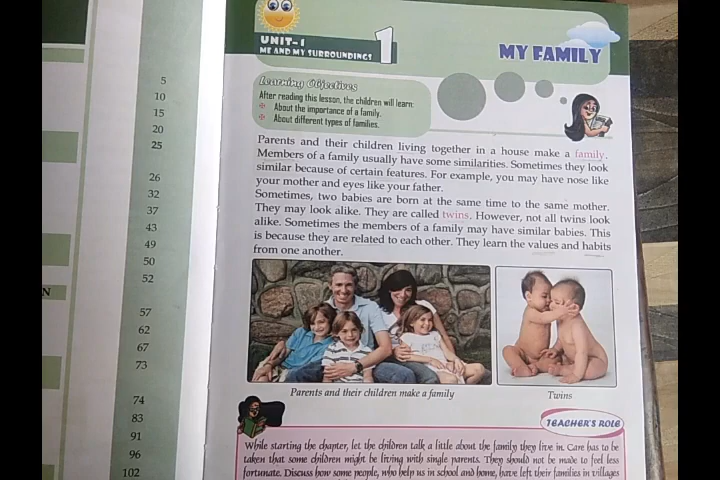 5
10
15
20
25
26
32
37
43
49
50
52
N
57
62
67
73
74
83
91
96
102
UNIT-1
ME AND MY SURROUNDINGS
1
MY FAMILY
Learning Objectives
After reading this lesson, the children will learn:
About the importance of a family.
About different types of families.
Parents and their children living together in a house make a family.
Members of a family usually have some similarities. Sometimes they look
similar because of certain features. For example, you may have nose like
your mother and eyes like your father.
Sometimes, two babies are born at the same time to the same mother.
They may look alike. They are called twins. However, not all twins look
alike. Sometimes the members of a family may have similar babies. This
is because they are related to each other. They learn the values and habits
from one another.
Parents and their children make a family
Twins
TEACHER'S ROLE
While starting the chapter, let the children talk a little about the family they live in. Care has to be
taken that some children might be living with single parents. They should not be made to feel less
fortunate. Discuss how some people, who help us in school and home, have left their families in villages